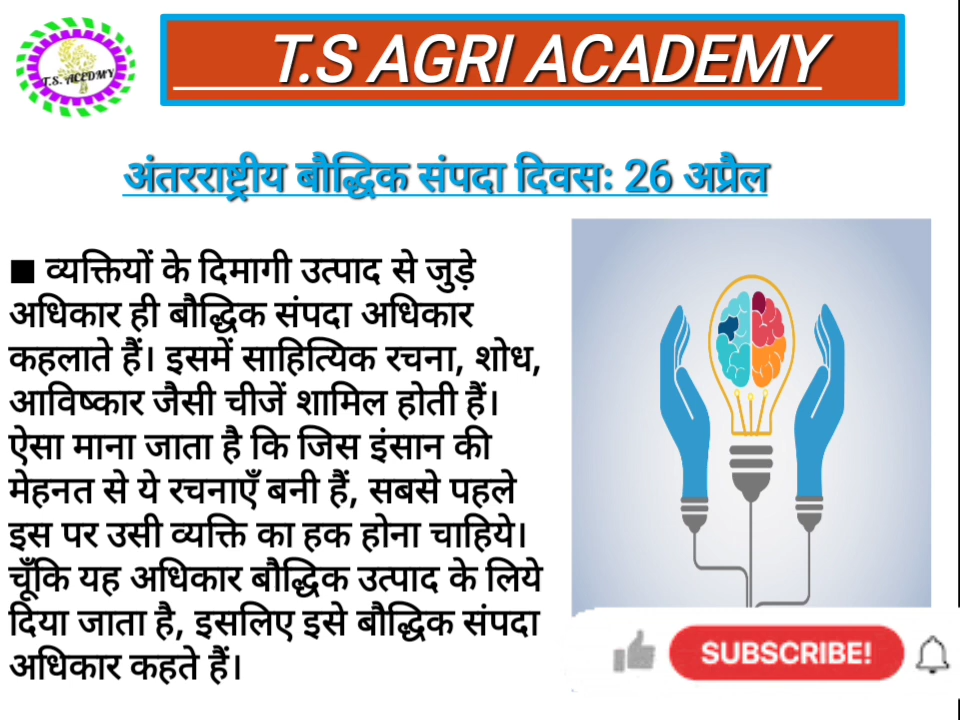 T.S. ACEDMY
T.S AGRI ACADEMY
अंतरराष्ट्रीय बौद्धिक संपदा दिवसः 26 अप्रैल
■ व्यक्तियों के दिमागी उत्पाद से जुड़े
अधिकार ही बौद्धिक संपदा अधिकार
कहलाते हैं। इसमें साहित्यिक रचना, शोध,
आविष्कार जैसी चीजें शामिल होती हैं।
ऐसा माना जाता है कि जिस इंसान की
मेहनत से ये रचनाएँ बनी हैं, सबसे पहले
इस पर उसी व्यक्ति का हक होना चाहिये।
चूँकि यह अधिकार बौद्धिक उत्पाद के लिये
दिया जाता है, इसलिए इसे बौद्धिक संपदा
अधिकार कहते हैं।
SUBSCRIBE!